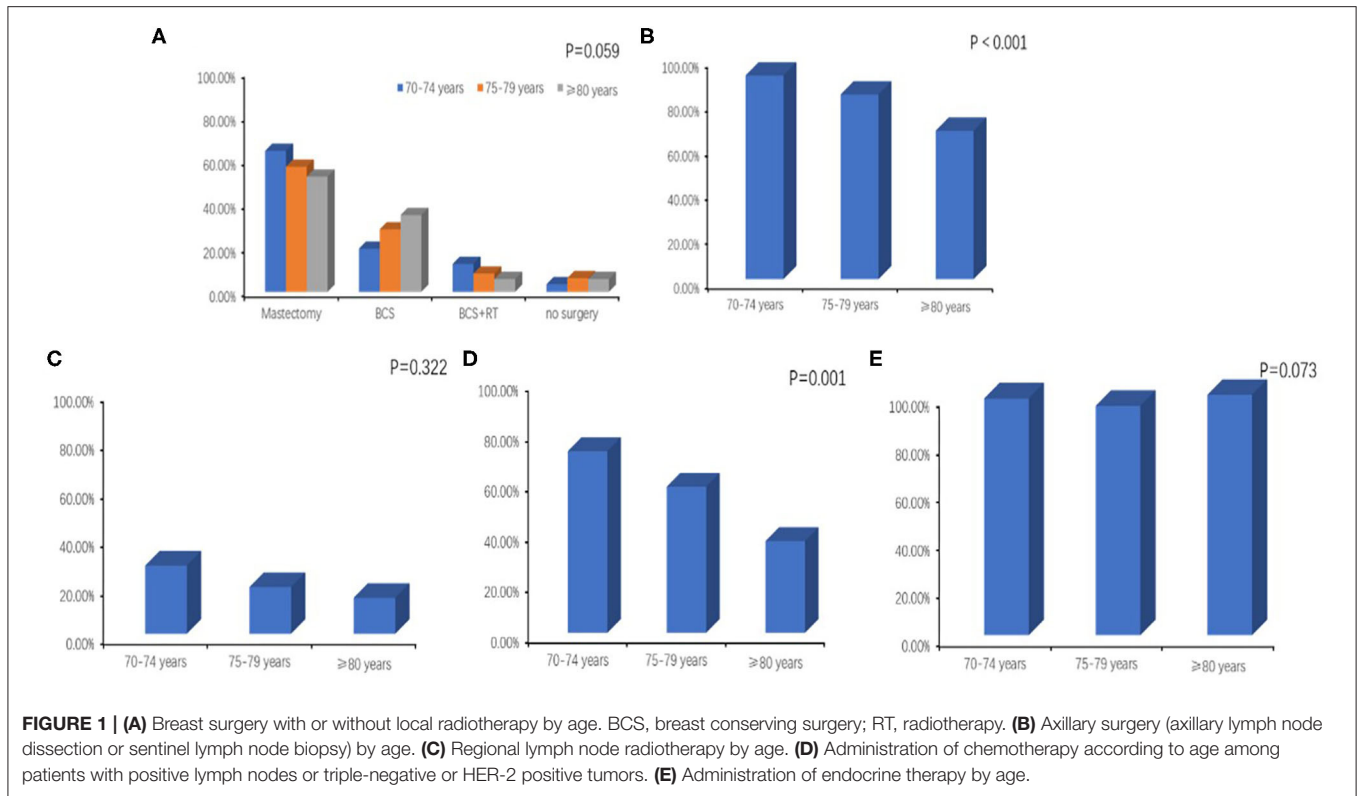 A
P=0.059
100.00%
80.00%
60.00%
40.00%
20.00%
0.00%
70-74 years 75-79 years ≥80 years
Mastectomy BCS BCS+RT no surgery
B
P<0.001
100.00%
80.00%
60.00%
40.00%
20.00%
0.00%
70-74 years 75-79 years ≥80 years
C
P=0.322
100.00%
80.00%
60.00%
40.00%
20.00%
0.00%
70-74 years 75-79 years ≥80 years
D
P=0.001
100.00%
80.00%
60.00%
40.00%
20.00%
0.00%
70-74 years 75-79 years ≥80 years
E
P=0.073
100.00%
80.00%
60.00%
40.00%
20.00%
0.00%
70-74 years 75-79 years ≥80 years
FIGURE 1 | (A) Breast surgery with or without local radiotherapy by age. BCS, breast conserving surgery; RT, radiotherapy. (B) Axillary surgery (axillary lymph node
dissection or sentinel lymph node biopsy) by age. (C) Regional lymph node radiotherapy by age. (D) Administration of chemotherapy according to age among
patients with positive lymph nodes or triple-negative or HER-2 positive tumors. (E) Administration of endocrine therapy by age.